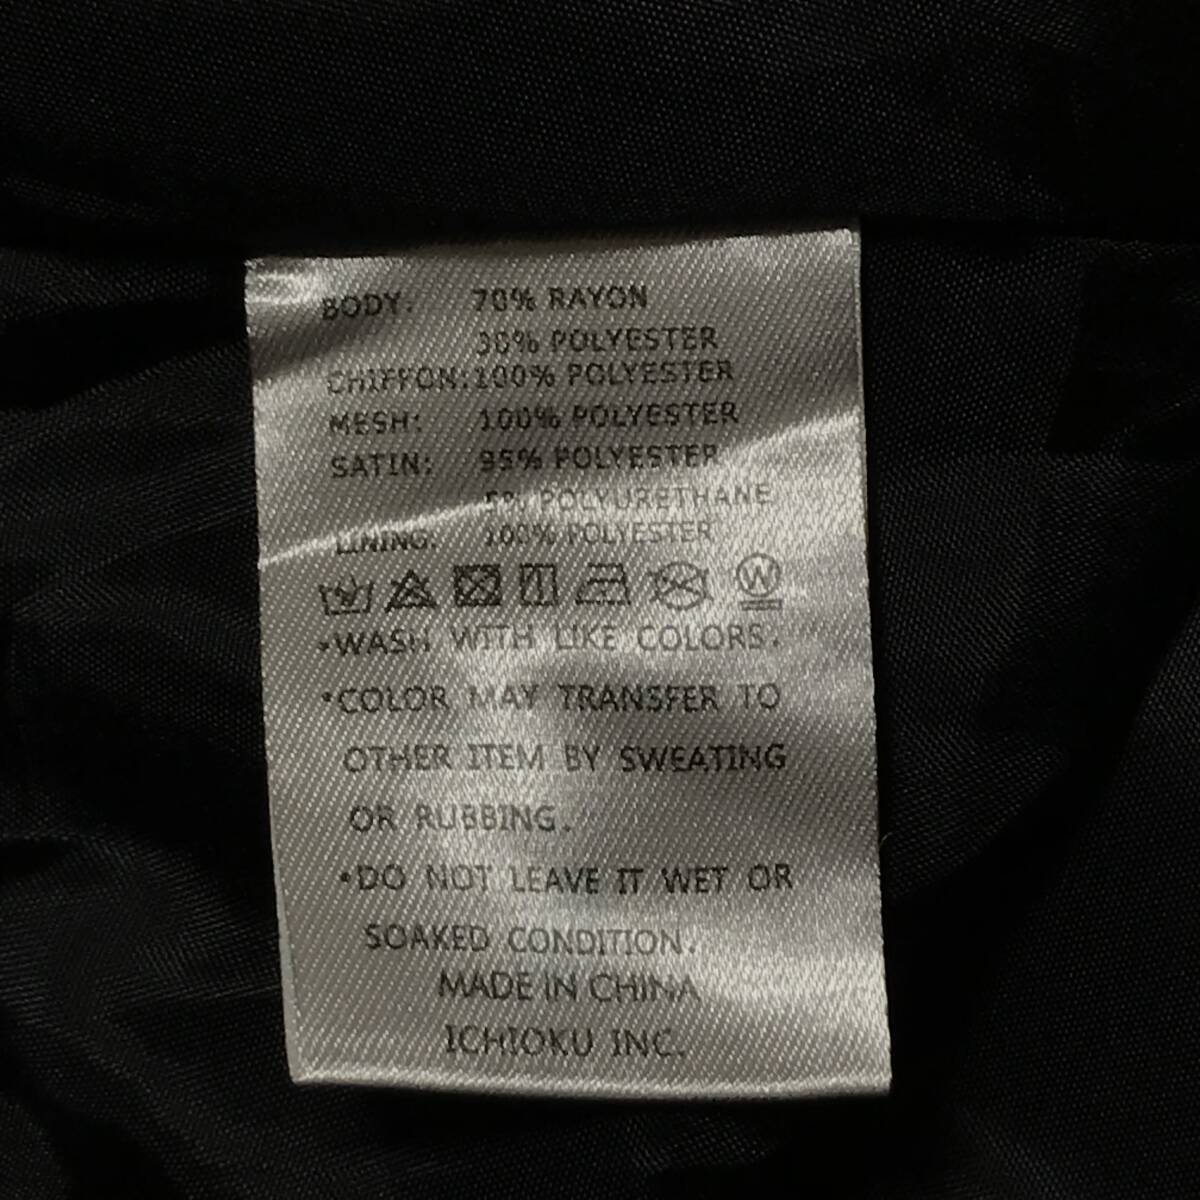 BODY: 70% RAYON
30% POLYESTER
CHIFFON: 100% POLYESTER
MESH: 100% POLYESTER
SATIN: 95% POLYESTER
5% POLYURETHANE
LINING: 100% POLYESTER
W
•WASH WITH LIKE COLORS.
•COLOR MAY TRANSFER TO
OTHER ITEM BY SWEATING
OR RUBBING.
•DO NOT LEAVE IT WET OR
SOAKED CONDITION.
MADE IN CHINA
ICHIOKU INC.